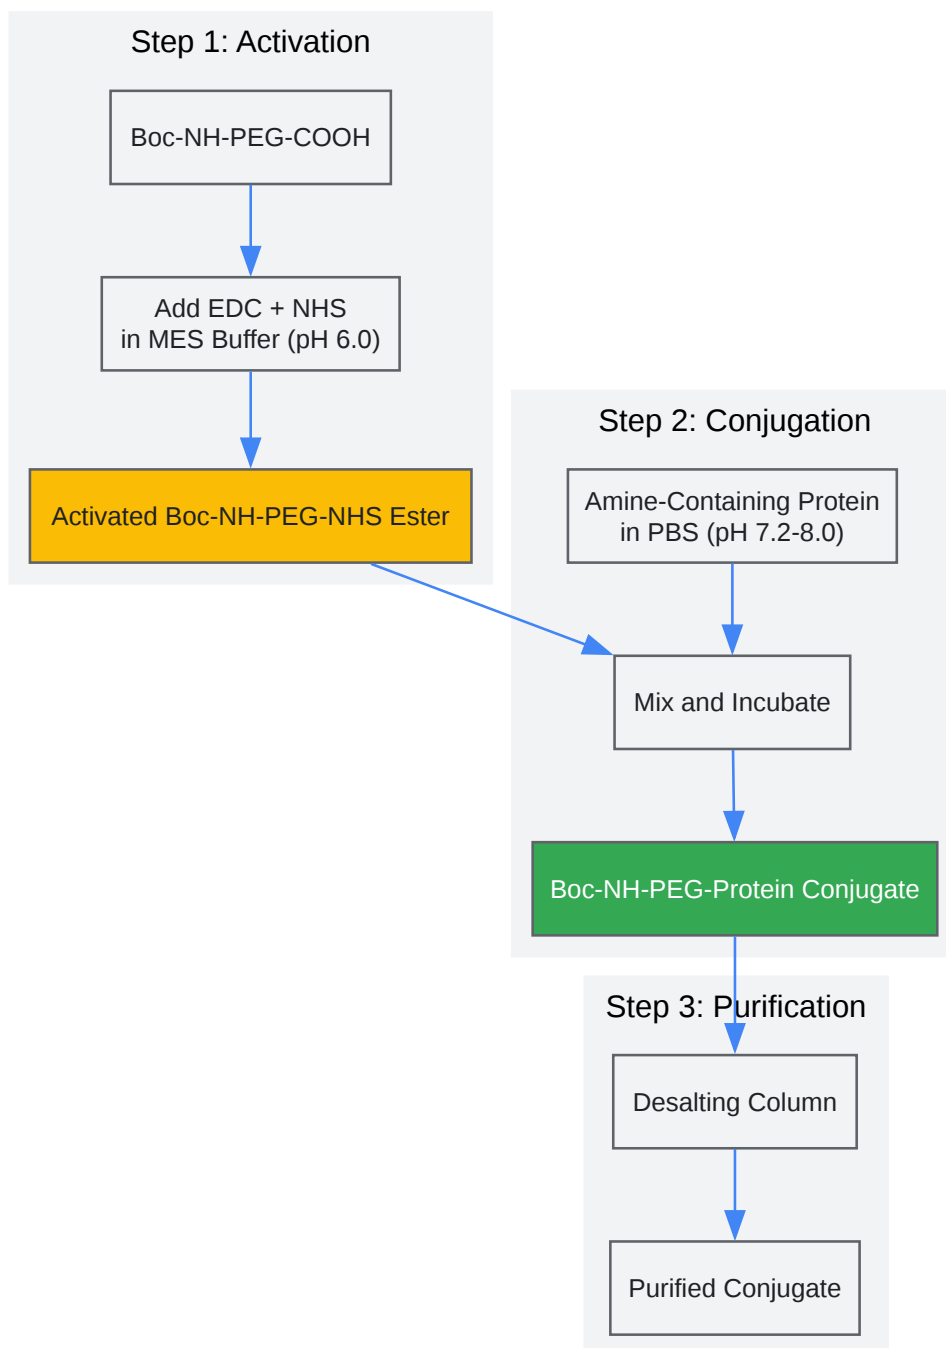 Step 1: Activation
Boc-NH-PEG-COOH
Add EDC + NHS
in MES Buffer (pH 6.0)
Activated Boc-NH-PEG-NHS Ester
Step 2: Conjugation
Amine-Containing Protein
in PBS (pH 7.2-8.0)
Mix and Incubate
Boc-NH-PEG-Protein Conjugate
Step 3: Purification
Desalting Column
Purified Conjugate